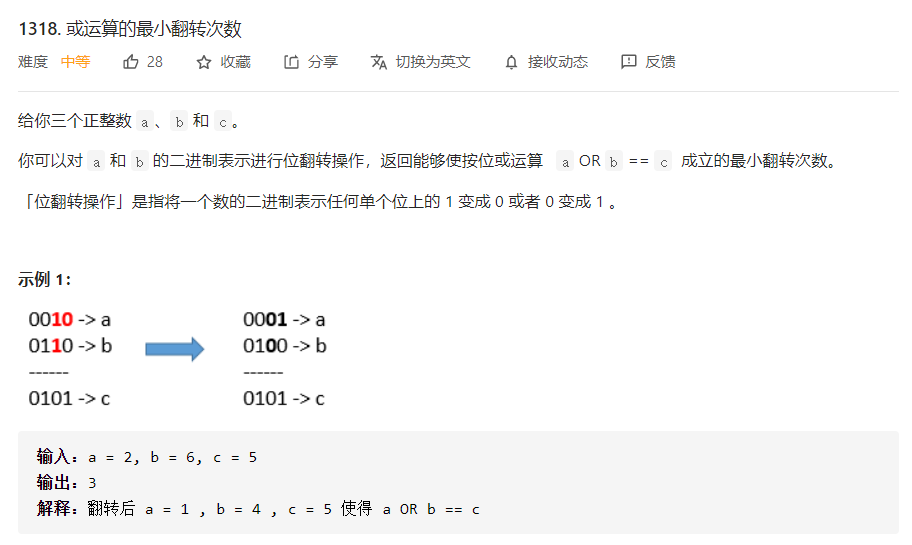 1318. 或运算的最小翻转次数
难度 中等 28 收藏 分享 切换为英文 接收动态 反馈
给你三个正整数 a、b 和 c。
你可以对 a 和 b 的二进制表示进行位翻转操作，返回能够使按位或运算 a OR b == c 成立的最小翻转次数。
「位翻转操作」是指将一个数的二进制表示任何单个位上的 1 变成 0 或者 0 变成 1 。
示例 1：
0010 -> a 0001 -> a
0110 -> b 0100 -> b
------ ------
0101 -> c 0101 -> c
输入：a = 2, b = 6, c = 5
输出：3
解释：翻转后 a = 1 , b = 4 , c = 5 使得 a OR b == c